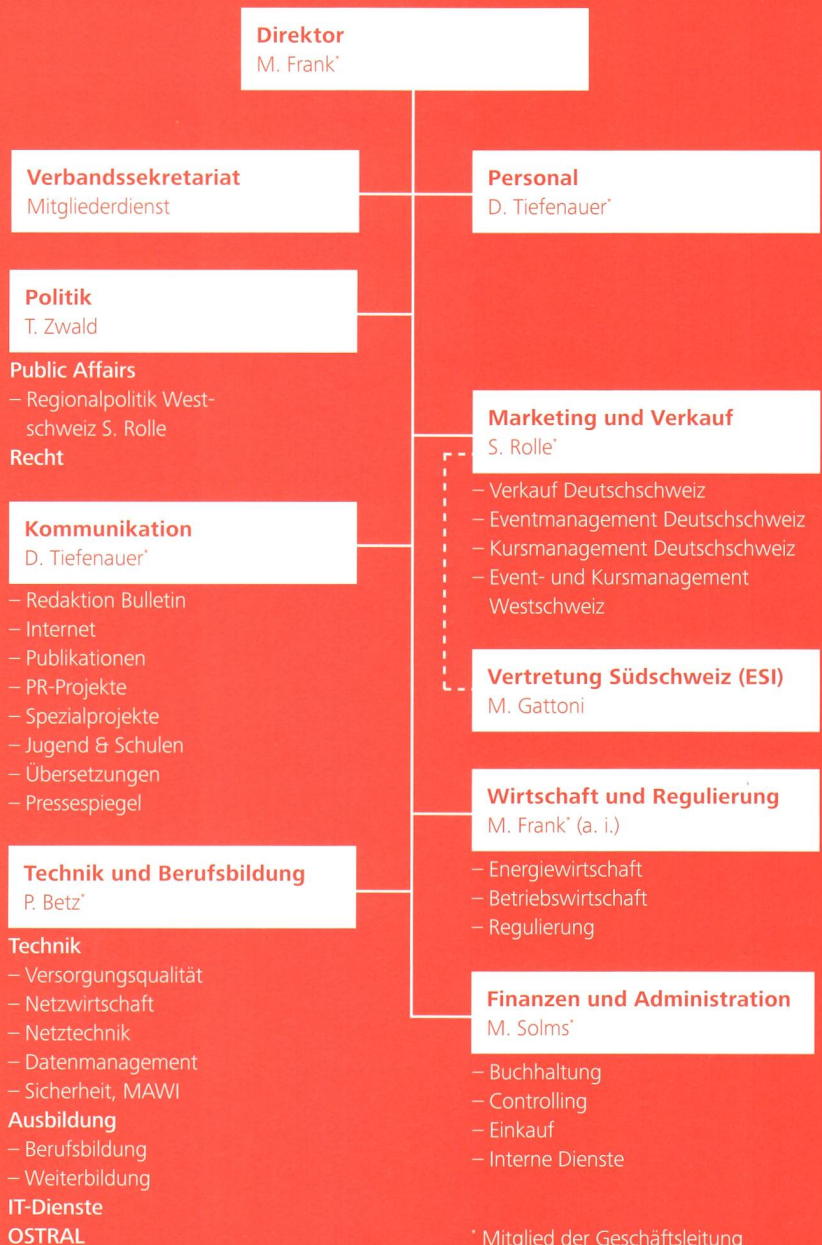 Direktor
M. Frank*
Verbandssekretariat
Mitgliederdienst
Personal
D. Tiefenauer*
Politik
T. Zwald
Public Affairs
– Regionalpolitik West-
schweiz S. Rolle
Recht
Marketing und Verkauf
S. Rolle*
– Verkauf Deutschschweiz
– Eventmanagement Deutschschweiz
– Kursmanagement Deutschschweiz
– Event- und Kursmanagement
Westschweiz
Kommunikation
D. Tiefenauer*
– Redaktion Bulletin
– Internet
– Publikationen
– PR-Projekte
– Spezialprojekte
– Jugend & Schulen
– Übersetzungen
– Pressespiegel
Vertretung Südschweiz (ESI)
M. Gattoni
Wirtschaft und Regulierung
M. Frank* (a. i.)
– Energiewirtschaft
– Betriebswirtschaft
– Regulierung
Technik und Berufsbildung
P. Betz*
Technik
– Versorgungsqualität
– Netzwirtschaft
– Netztechnik
– Datenmanagement
– Sicherheit, MAWI
Ausbildung
– Berufsbildung
– Weiterbildung
IT-Dienste
OSTRAL
Finanzen und Administration
M. Solms*
– Buchhaltung
– Controlling
– Einkauf
– Interne Dienste
* Mitglied der Geschäftsleitung